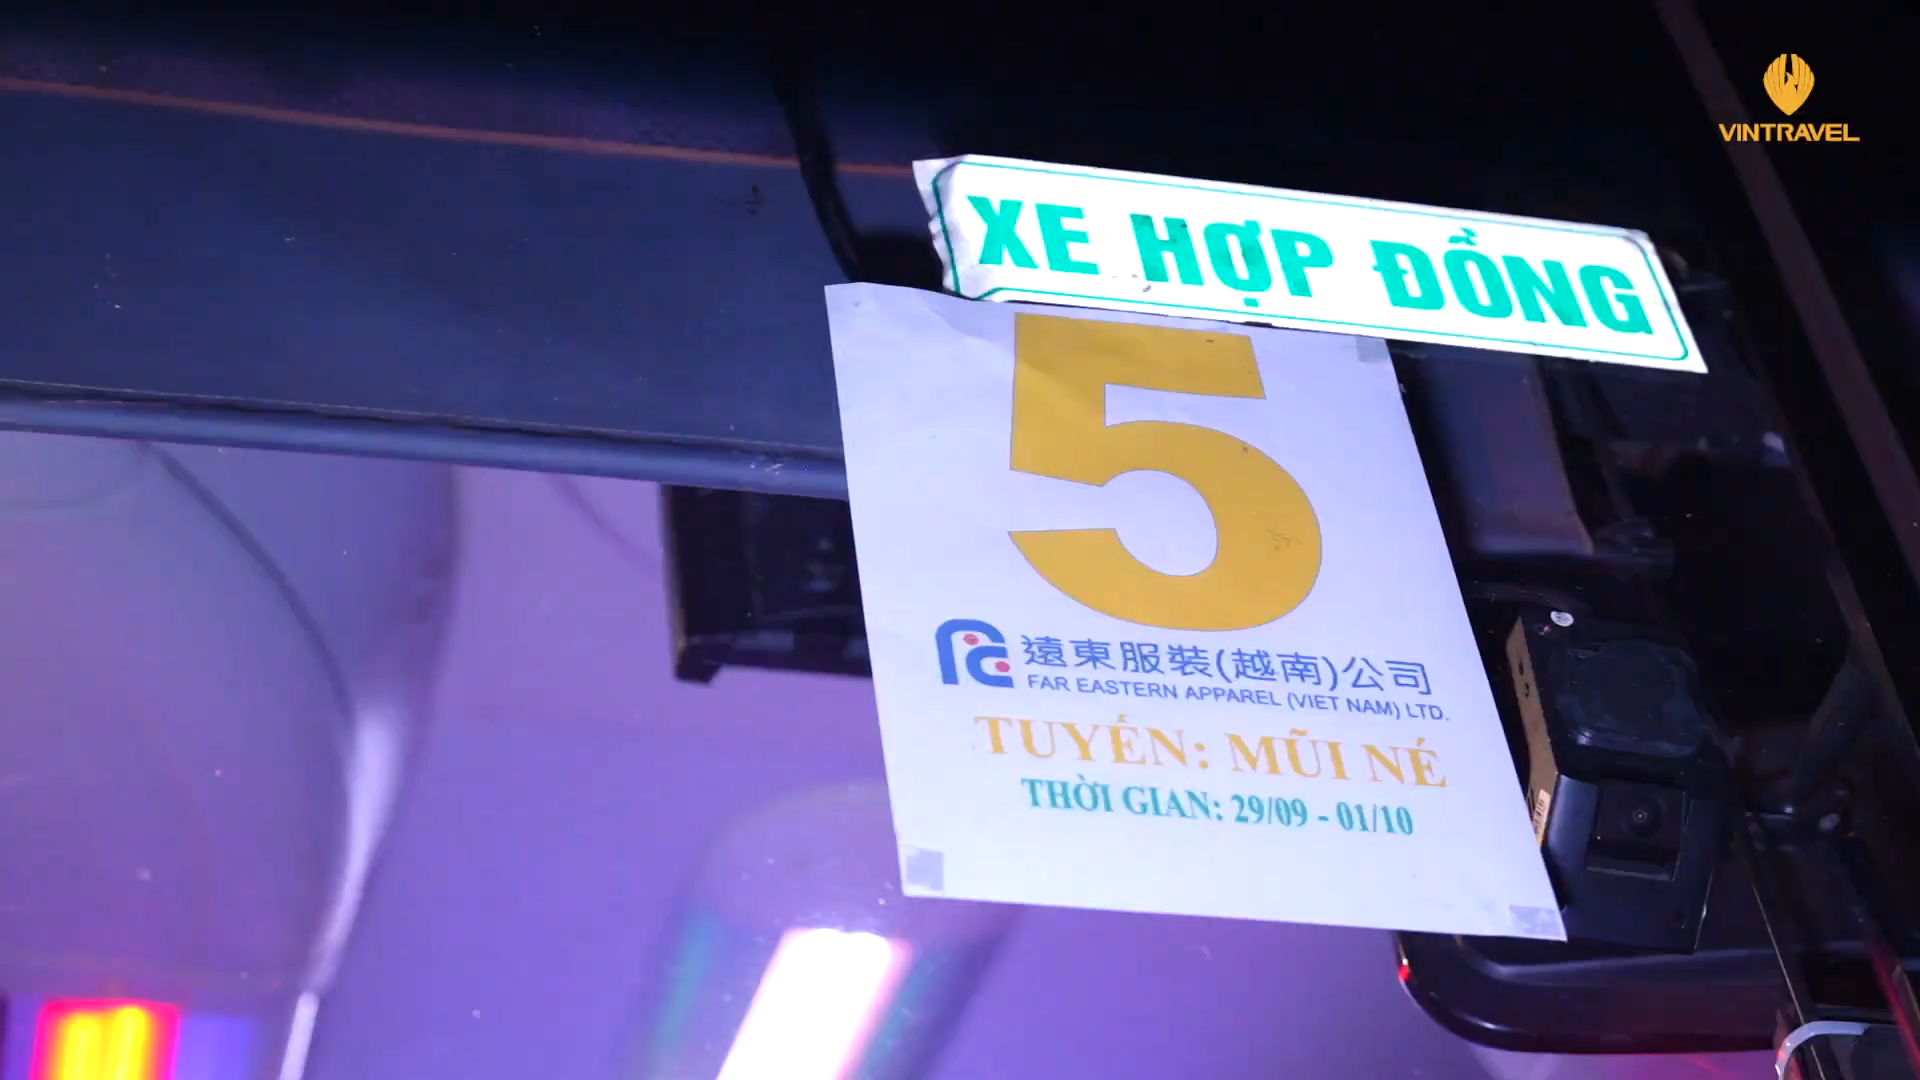 VINTRAVEL
XE HỢP ĐỒNG
5
遠東服裝(越南)公司
FAR EASTERN APPAREL (VIET NAM) LTD.
TUYẾN: MŨI NÉ
THỜI GIAN: 29/09 - 01/10